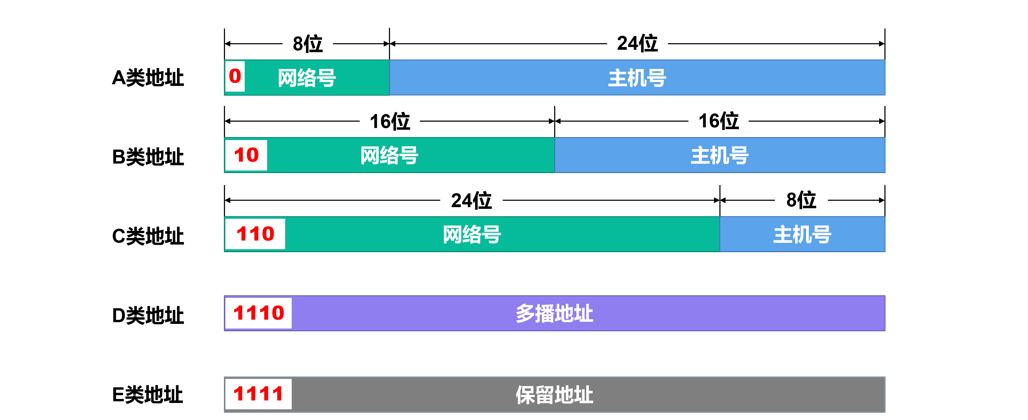 8位 24位
A类地址 0 网络号 主机号
16位 16位
B类地址 10 网络号 主机号
24位 8位
C类地址 110 网络号 主机号
D类地址 1110 多播地址
E类地址 1111 保留地址